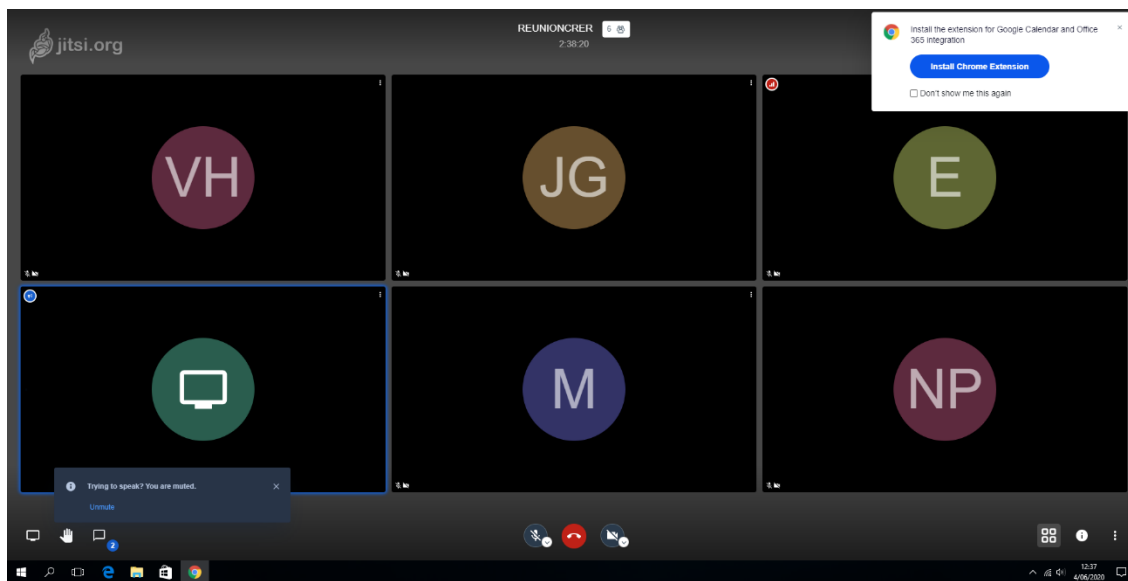 jitsi.org
REUNIONCRER 6
2:38:20
Install the extension for Google Calendar and Office
365 integration
Install Chrome Extension
Don't show me this again
VH
JG
E
M
NP
Trying to speak? You are muted.
Unmute
2
12:37
4/06/2020